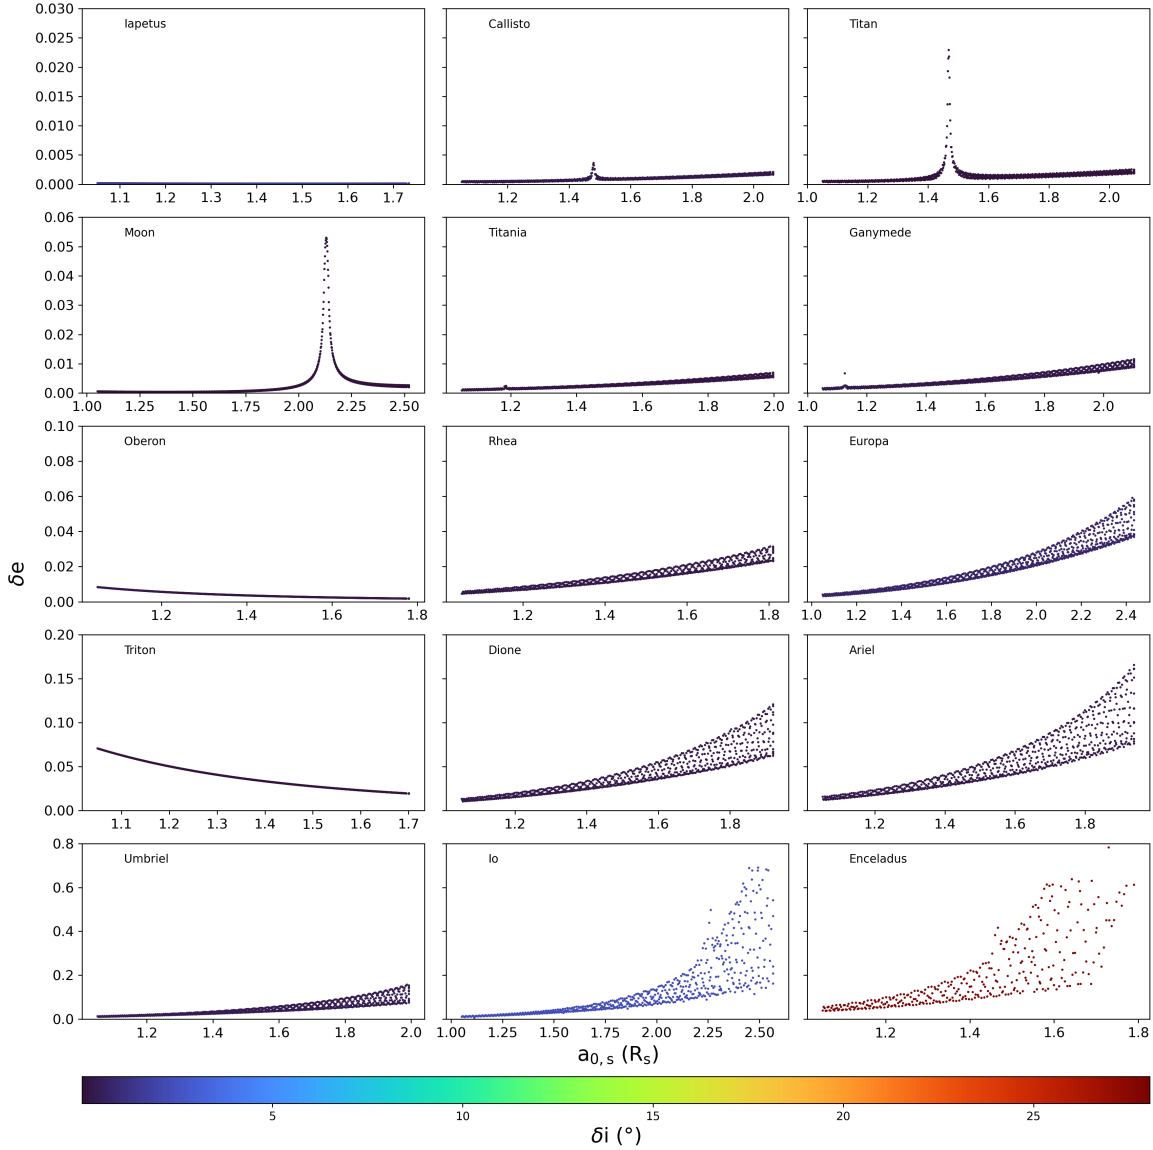 Iapetus Callisto Titan
0.030
0.025
0.020
0.015
0.010
0.005
0.000
1.1 1.2 1.3 1.4 1.5 1.6 1.7 1.2 1.4 1.6 1.8 2.0 1.0 1.2 1.4 1.6 1.8 2.0
Moon Titania Ganymede
0.06
0.05
0.04
0.03
0.02
0.01
0.00
1.00 1.25 1.50 1.75 2.00 2.25 2.50 1.2 1.4 1.6 1.8 2.0 1.0 1.2 1.4 1.6 1.8 2.0
Oberon Rhea Europa
0.10
0.08
0.06
0.04
0.02
0.00
1.2 1.4 1.6 1.8 1.2 1.4 1.6 1.8 1.0 1.2 1.4 1.6 1.8 2.0 2.2 2.4
δe
Triton Dione Ariel
0.20
0.15
0.10
0.05
0.00
1.1 1.2 1.3 1.4 1.5 1.6 1.7 1.2 1.4 1.6 1.8 1.2 1.4 1.6 1.8
Umbriel Io Enceladus
0.8
0.6
0.4
0.2
0.0
1.2 1.4 1.6 1.8 2.0 1.00 1.25 1.50 1.75 2.00 2.25 2.50 1.2 1.4 1.6 1.8
a0, s (Rs)
5 10 15 20 25
δi (°)